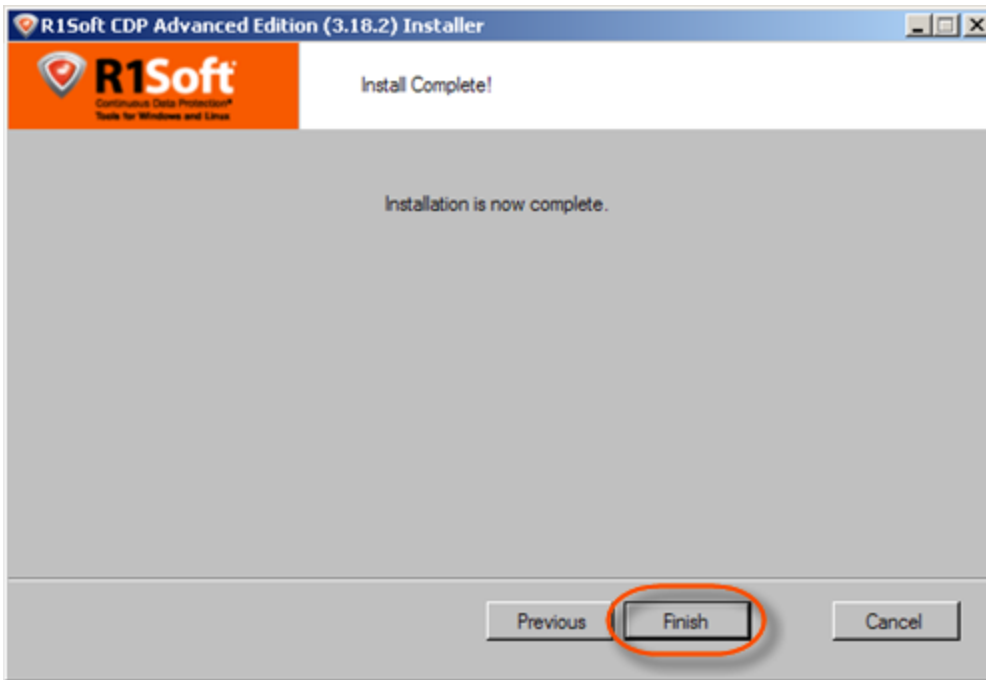 R1Soft CDP Advanced Edition (3.18.2) Installer
R1Soft
Continuous Data Protection®
Tools for Windows and Linux
Install Complete!
Installation is now complete.
Previous
Finish
Cancel